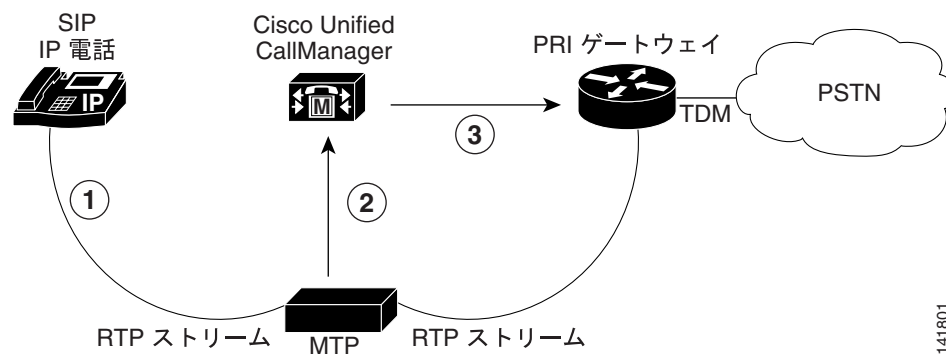 SIP
IP 電話
Cisco Unified
CallManager
PRI ゲートウェイ
PSTN
IP
M
TDM
3
1
2
RTP ストリーム
MTP
RTP ストリーム
141801